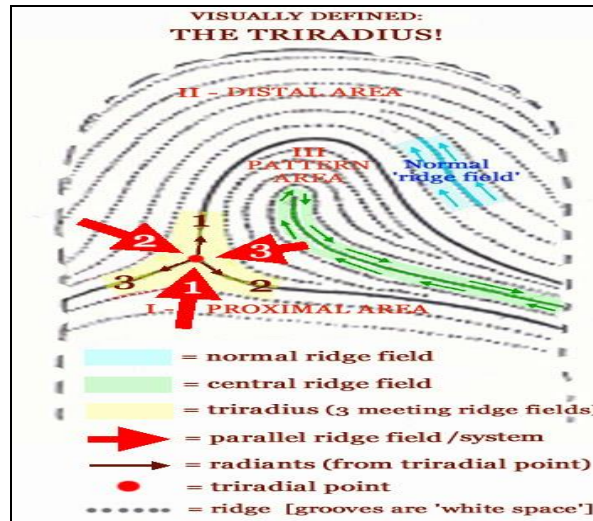 VISUALLY DEFINED:
THE TRIRADIUS!
II - DISTAL AREA
III
PATTERN
AREA
Normal
'ridge field'
1
2
3
3
2
1
I - PROXIMAL AREA
= normal ridge field
= central ridge field
= triradius (3 meeting ridge fields)
= parallel ridge field/system
= radiants (from triradial point)
= triradial point
= ridge [grooves are 'white space']